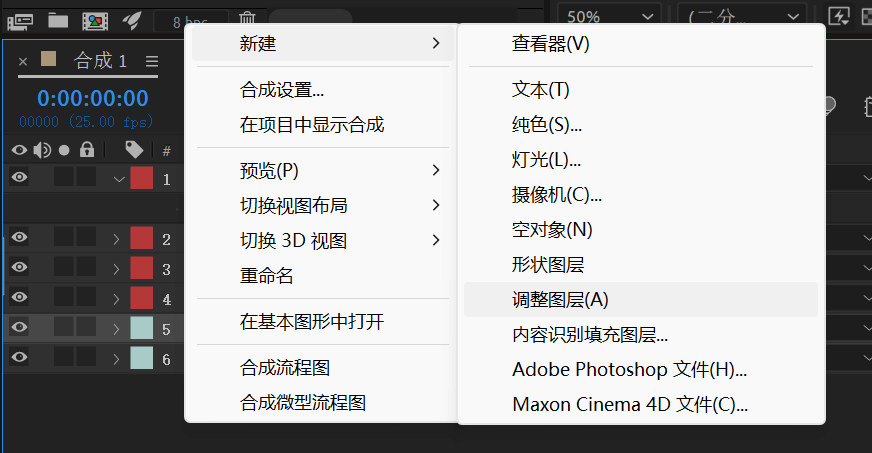 8 bpc
50%
(二分...
合成 1
0:00:00:00
00000 (25.00 fps)
#
1
2
3
4
5
6
新建
合成设置...
在项目中显示合成
预览(P)
切换视图布局
切换 3D 视图
重命名
在基本图形中打开
合成流程图
合成微型流程图
查看器(V)
文本(T)
纯色(S)...
灯光(L)...
摄像机(C)...
空对象(N)
形状图层
调整图层(A)
内容识别填充图层...
Adobe Photoshop 文件(H)...
Maxon Cinema 4D 文件(C)...